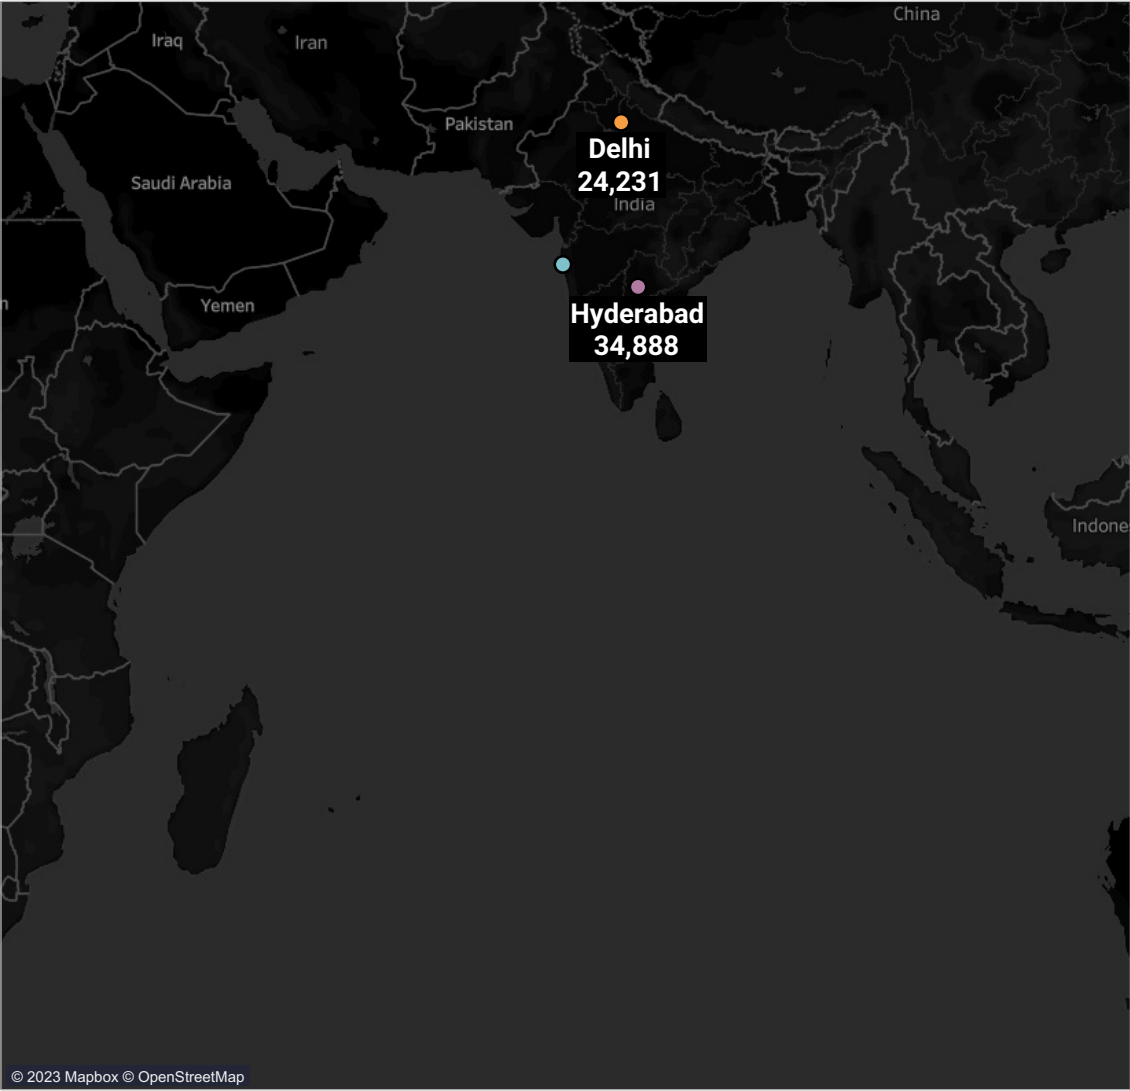 China
Iraq
Iran
Pakistan
Delhi
24,231
Saudi Arabia
India
Yemen
n
Hyderabad
34,888
Indone
© 2023 Mapbox © OpenStreetMap